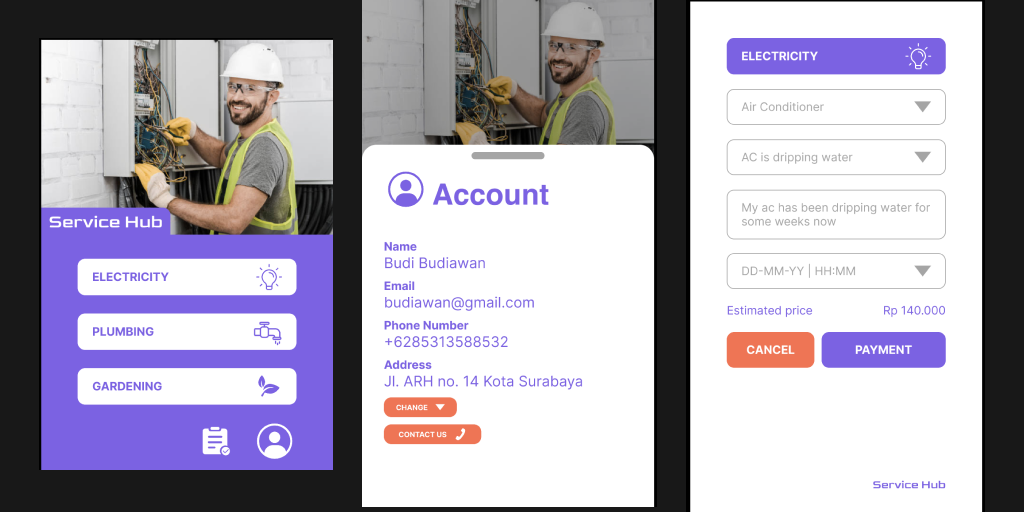 Service Hub
ELECTRICITY
PLUMBING
GARDENING
Account
Name
Budi Budiawan
Email
budiawan@gmail.com
Phone Number
+6285313588532
Address
Jl. ARH no. 14 Kota Surabaya
CHANGE
CONTACT US
ELECTRICITY
Air Conditioner
AC is dripping water
My ac has been dripping water for
some weeks now
DD-MM-YY | HH:MM
Estimated price Rp 140.000
CANCEL PAYMENT
Service Hub